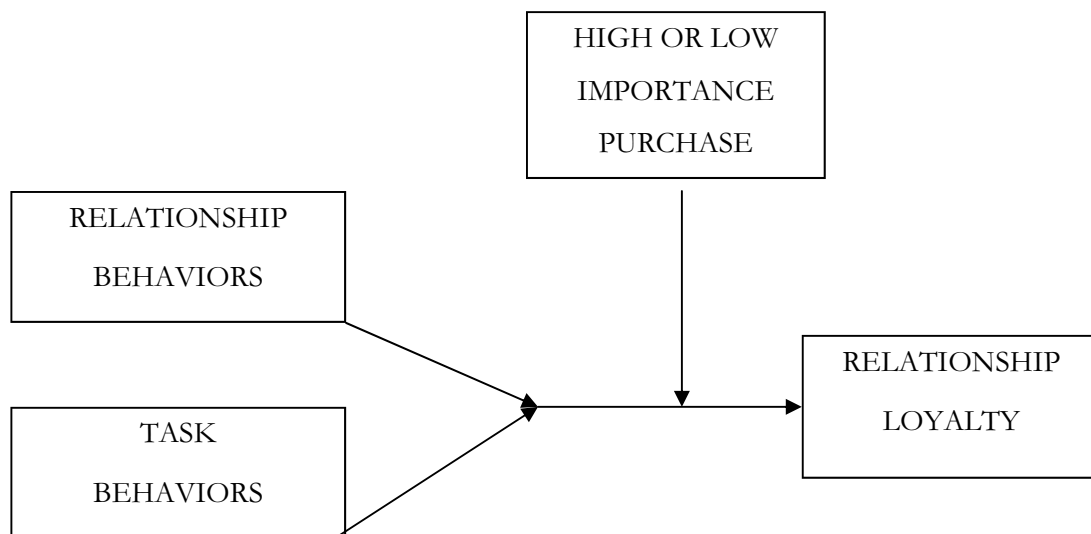 HIGH OR LOW
IMPORTANCE
PURCHASE
RELATIONSHIP
BEHAVIORS
RELATIONSHIP
LOYALTY
TASK
BEHAVIORS